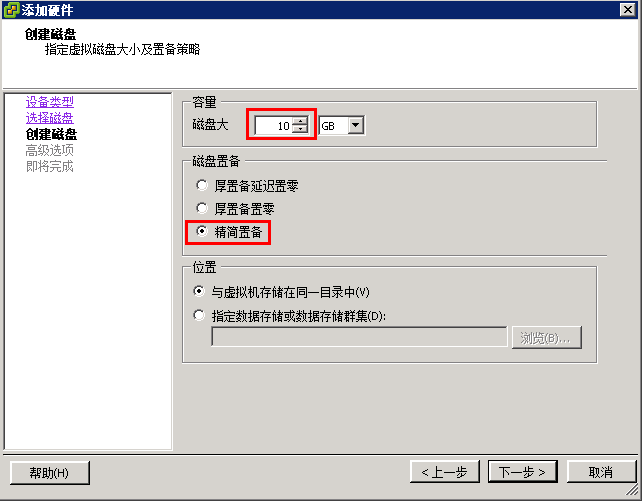 添加硬件
创建磁盘
指定虚拟磁盘大小及置备策略
设备类型
选择磁盘
创建磁盘
高级选项
即将完成
容量
磁盘大 10 GB
磁盘置备
厚置备延迟置零
厚置备置零
精简置备
位置
与虚拟机存储在同一目录中(V)
指定数据存储或数据存储群集(D):
浏览(B)...
帮助(H) < 上一步 下一步 > 取消